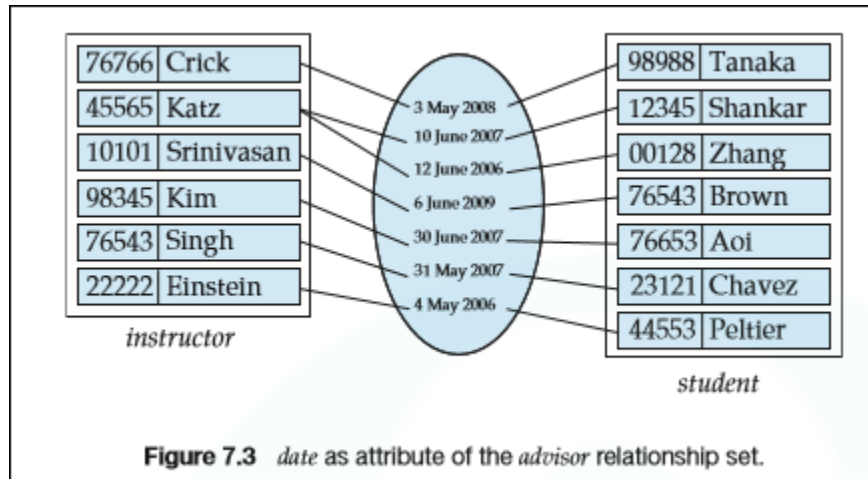 76766 Crick
45565 Katz
10101 Srinivasan
98345 Kim
76543 Singh
22222 Einstein
instructor
3 May 2008
10 June 2007
12 June 2006
6 June 2009
30 June 2007
31 May 2007
4 May 2006
98988 Tanaka
12345 Shankar
00128 Zhang
76543 Brown
76653 Aoi
23121 Chavez
44553 Peltier
student
Figure 7.3 date as attribute of the advisor relationship set.